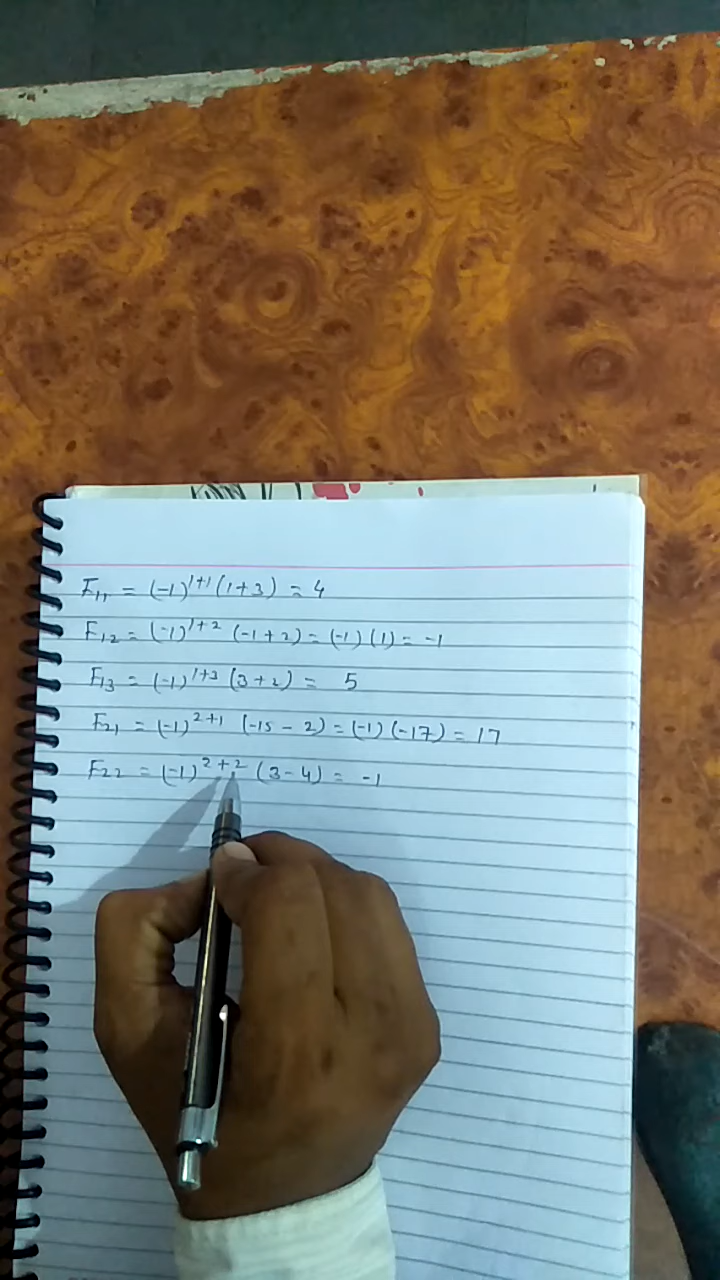 F₁₁ = (-1)¹⁺¹ (1+3) = 4
F₁₂ = (-1)¹⁺² (-1+2) = (-1) (1) = -1
F₁₃ = (-1)¹⁺³ (3+2) = 5
F₂₁ = (-1)²⁺¹ (-15-2) = (-1) (-17) = 17
F₂₂ = (-1)²⁺² (3-4) = -1